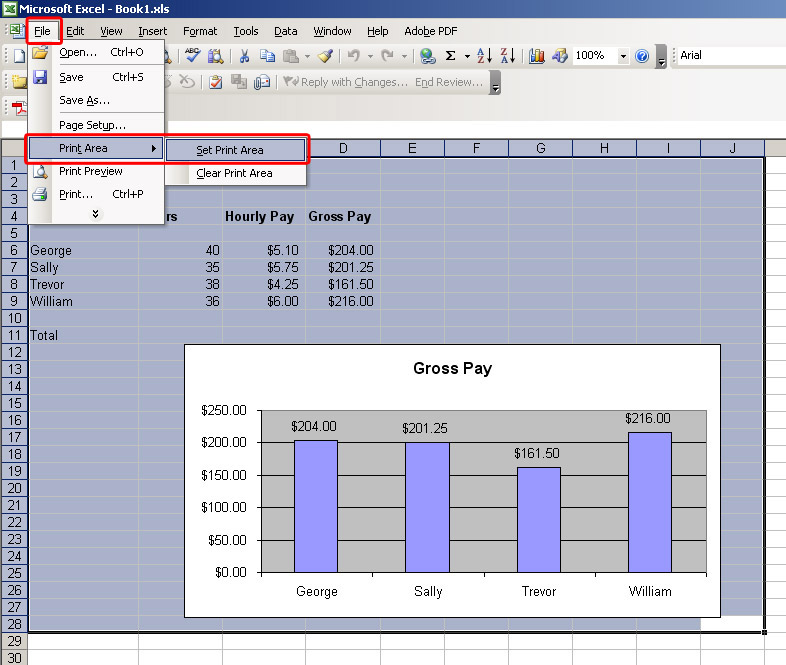 Microsoft Excel - Book1.xls
File Edit View Insert Format Tools Data Window Help Adobe PDF
Open... Ctrl+O
100% Arial
Save Ctrl+S
Reply with Changes... End Review...
Save As...
Page Setup...
Print Area Set Print Area
D E F G H I J
Print Preview Clear Print Area
Print... Ctrl+P
1
2
3
4 rs Hourly Pay Gross Pay
5
6 George 40 $5.10 $204.00
7 Sally 35 $5.75 $201.25
8 Trevor 38 $4.25 $161.50
9 William 36 $6.00 $216.00
10
11 Total
12
13
14
15
16
17
18
19
20
21
22
23
24
25
26
27
28
29
30
Gross Pay
$250.00
$200.00
$150.00
$100.00
$50.00
$0.00
$204.00 $201.25 $161.50 $216.00
George Sally Trevor William